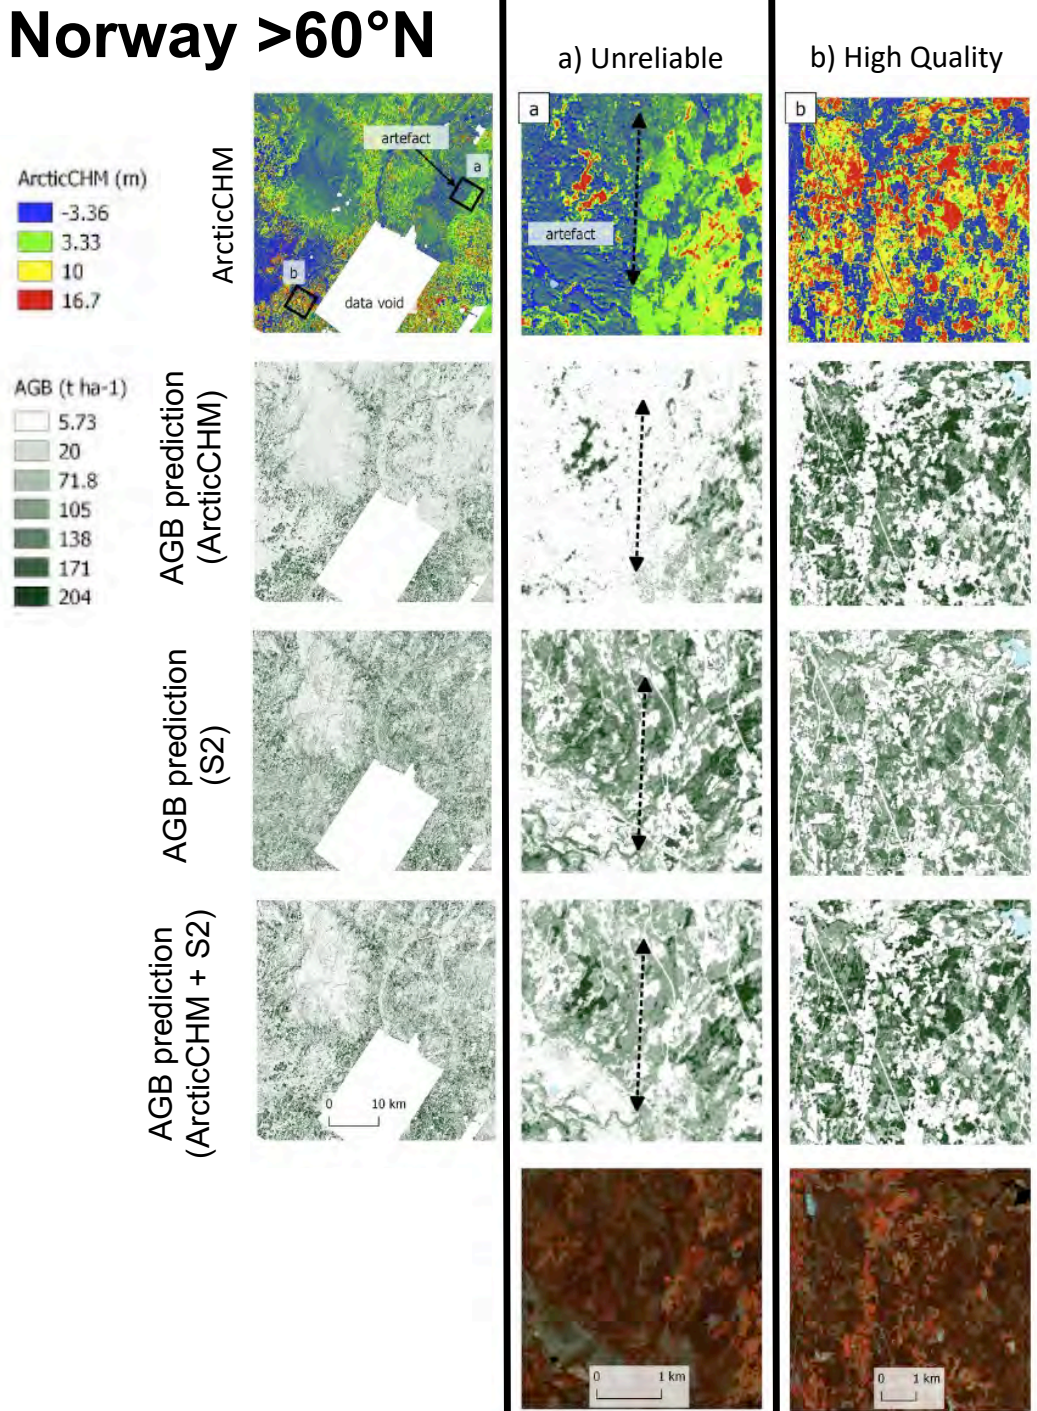 Norway >60°N
a) Unreliable
b) High Quality
ArcticCHM (m)
-3.36
3.33
10
16.7
ArcticCHM
artefact
a
b
data void
a
artefact
b
AGB (t ha-1)
5.73
20
71.8
105
138
171
204
AGB prediction
(ArcticCHM)
AGB prediction
(S2)
AGB prediction
(ArcticCHM + S2)
0 10 km
0 1 km
0 1 km